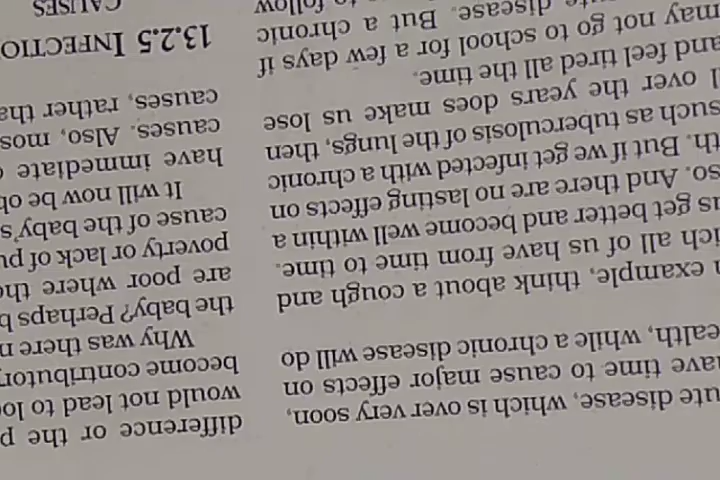 ute disease, which is over very soon,
ave time to cause major effects on
ealth, while a chronic disease will do
example, think about a cough and
ich all of us have from time to time.
us get better and become well within a
so. And there are no lasting effects on
th. But if we get infected with a chronic
such as tuberculosis of the lungs, then
l over the years does make us lose
and feel tired all the time.
may not go to school for a few days if
disease. But a chronic
to follow
difference or the p
would not lead to lo
become contributor
Why was there n
the baby? Perhaps b
are poor where the
poverty or lack of pu
cause of the baby's
It will now be ob
have immediate
causes. Also, mos
causes, rather tha
13.2.5 INFECTIO
CAUSES